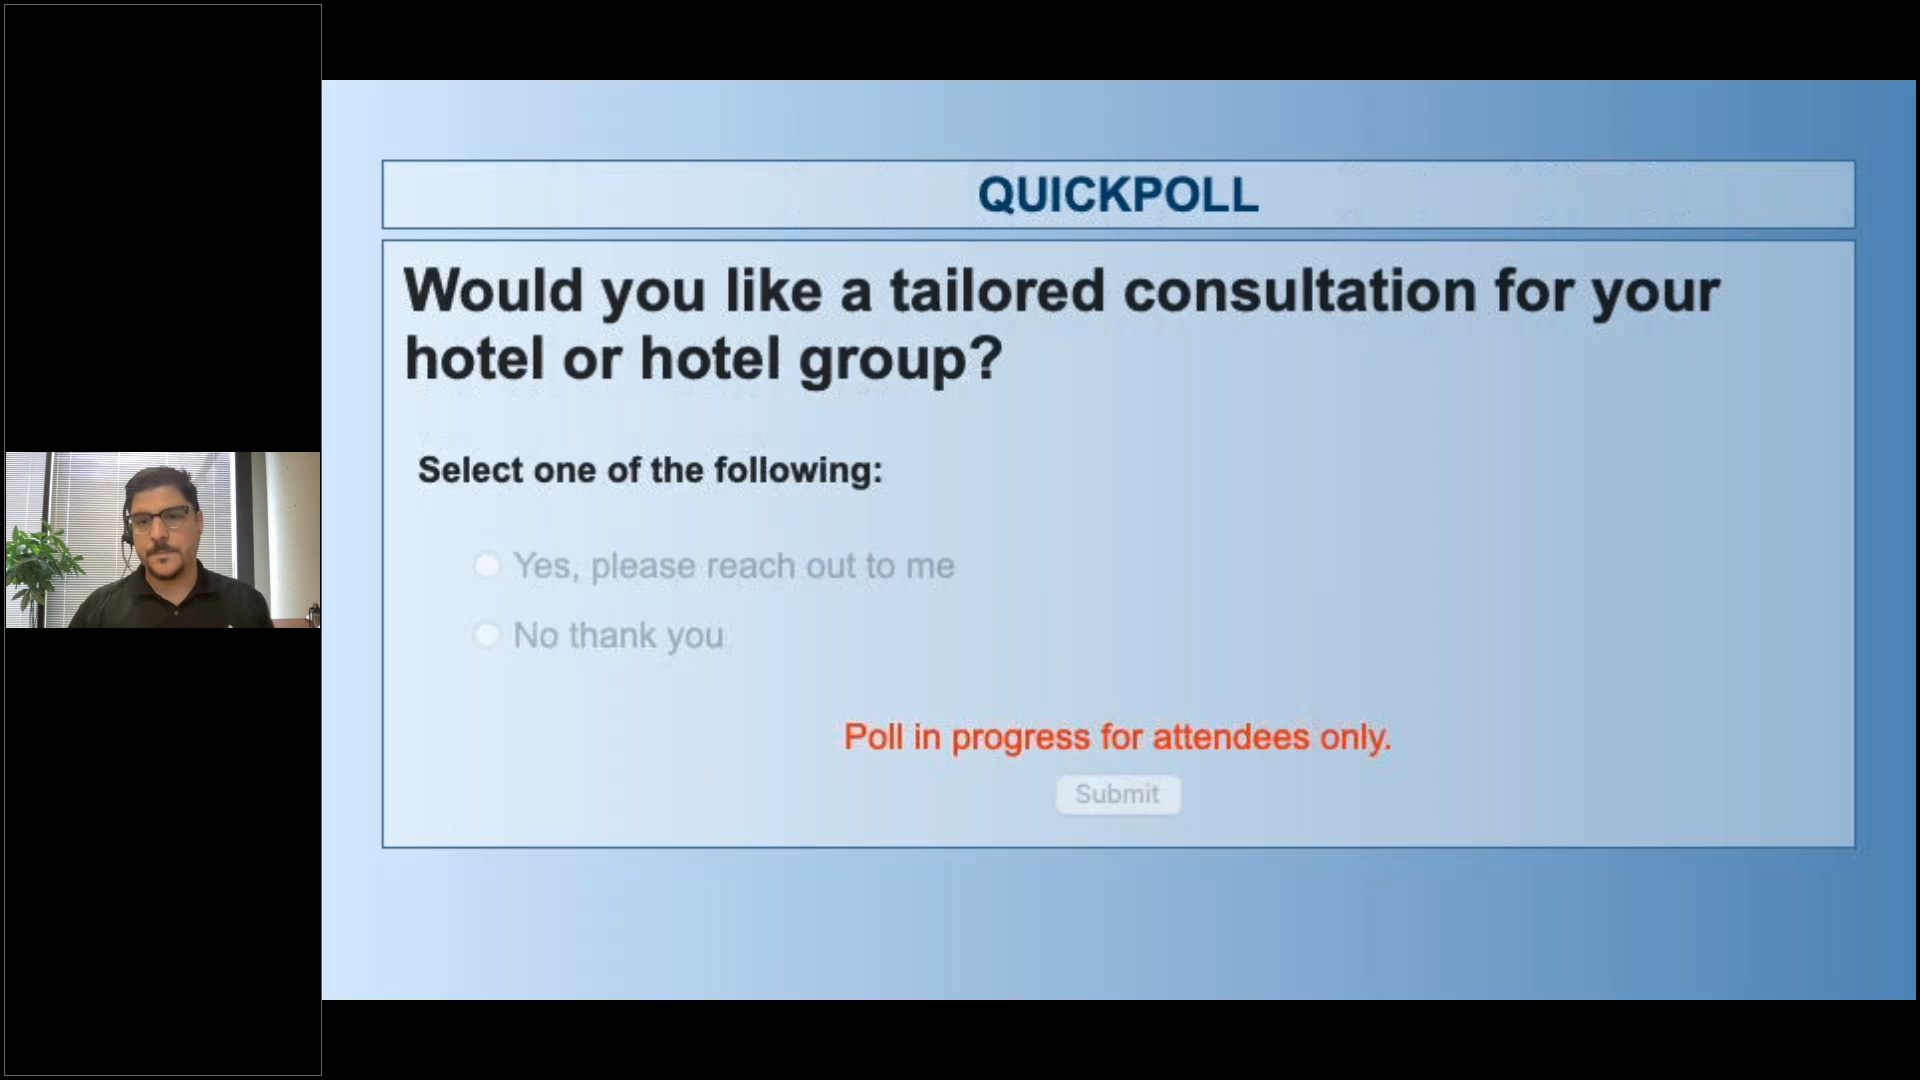 QUICKPOLL
Would you like a tailored consultation for your
hotel or hotel group?
Select one of the following:
Yes, please reach out to me
No thank you
Poll in progress for attendees only.
Submit